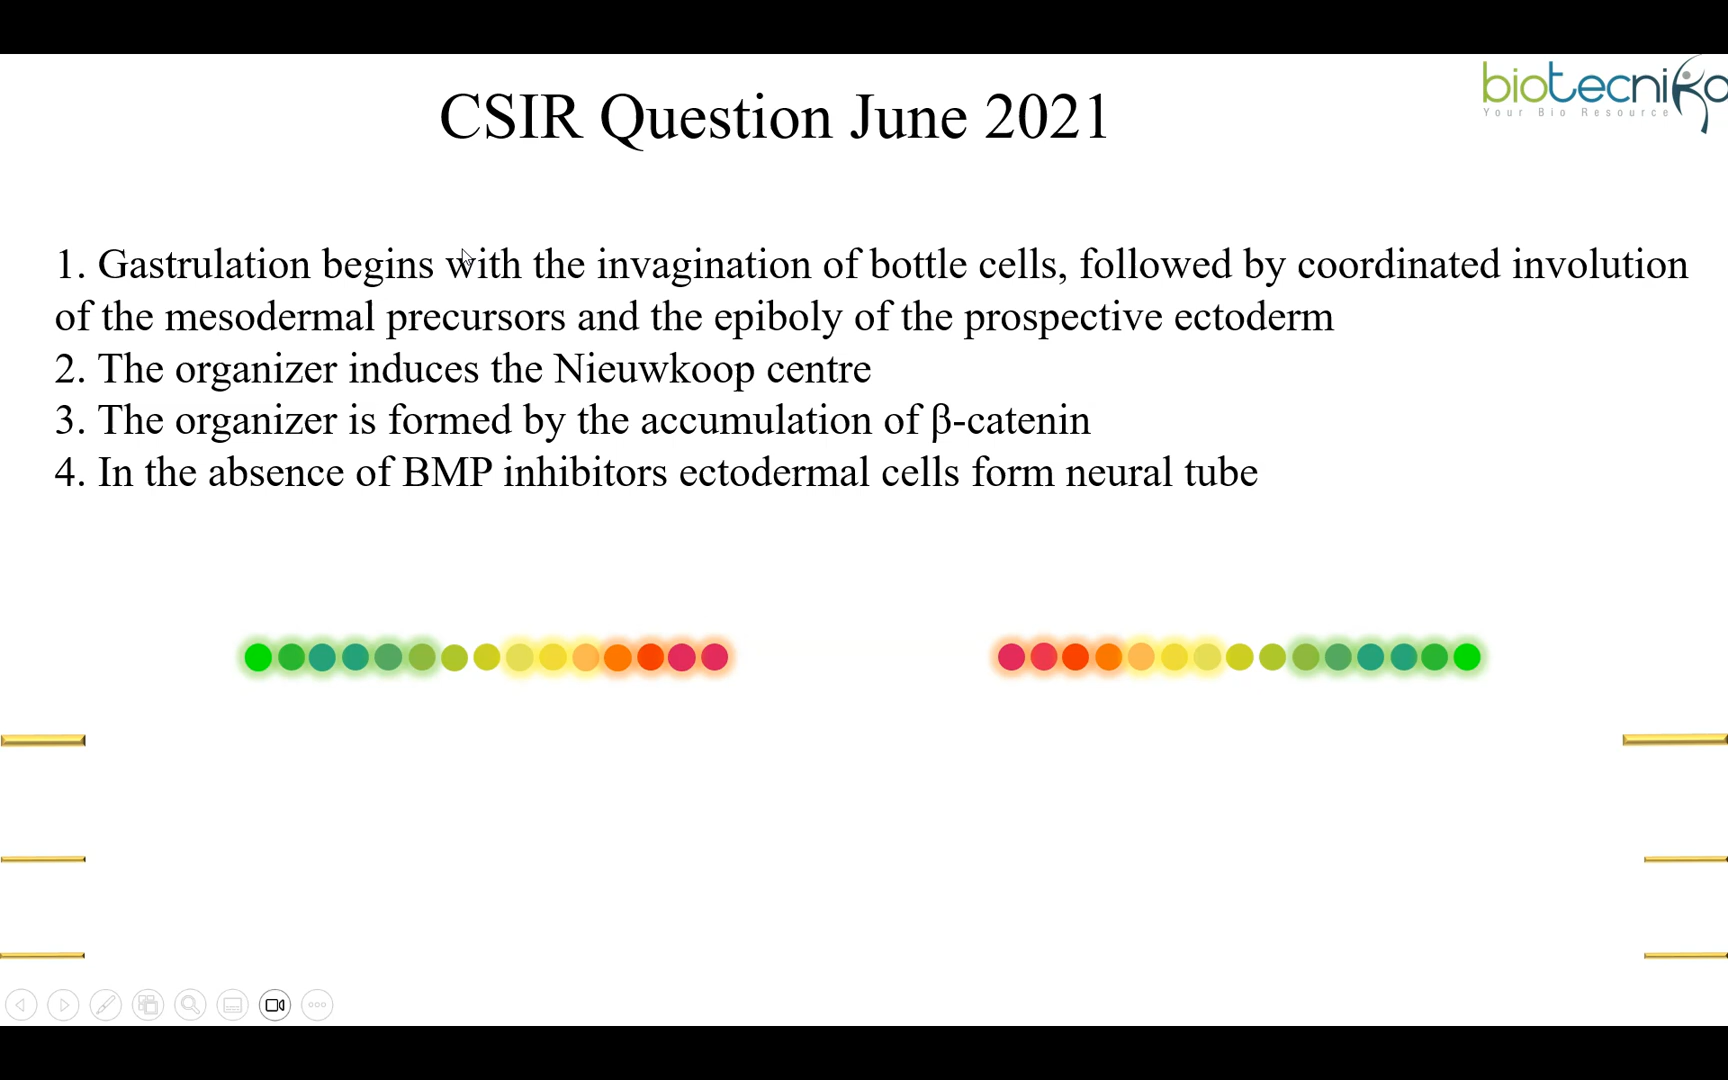 biotecnika
Your Bio Resource
CSIR Question June 2021
1. Gastrulation begins with the invagination of bottle cells, followed by coordinated involution
of the mesodermal precursors and the epiboly of the prospective ectoderm
2. The organizer induces the Nieuwkoop centre
3. The organizer is formed by the accumulation of β-catenin
4. In the absence of BMP inhibitors ectodermal cells form neural tube